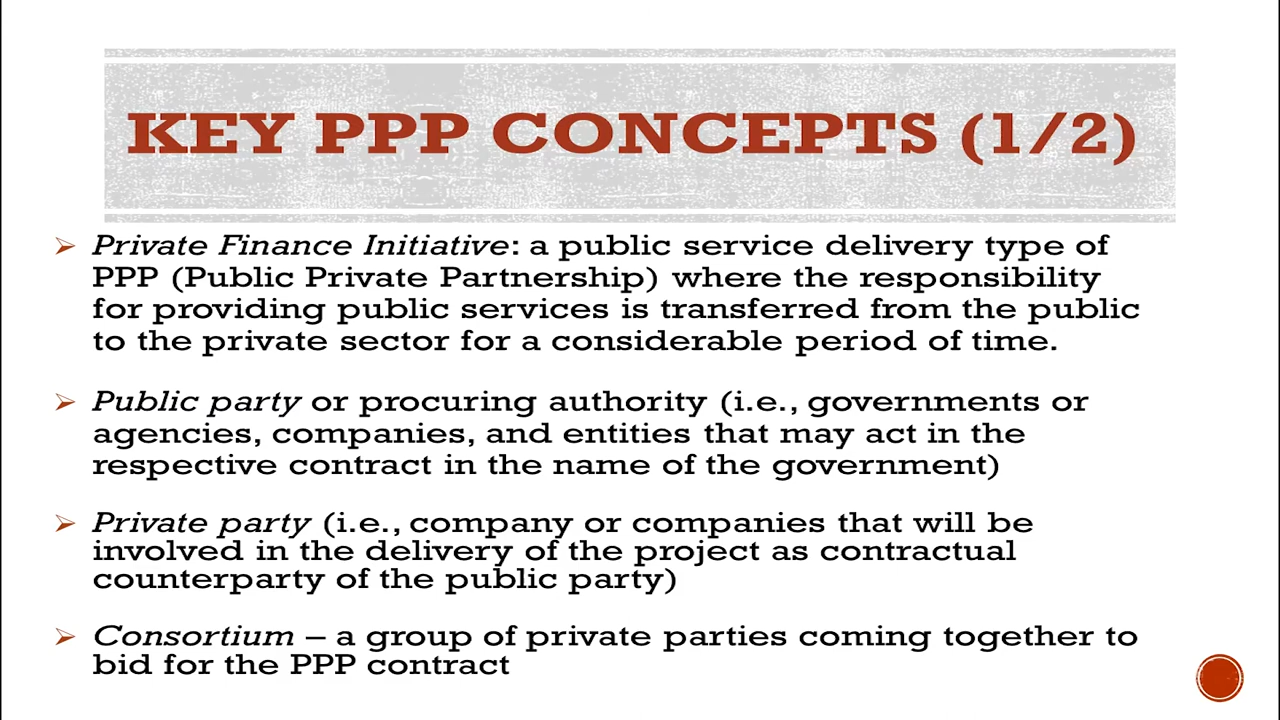 KEY PPP CONCEPTS (1/2)
➢ Private Finance Initiative: a public service delivery type of
PPP (Public Private Partnership) where the responsibility
for providing public services is transferred from the public
to the private sector for a considerable period of time.
➢ Public party or procuring authority (i.e., governments or
agencies, companies, and entities that may act in the
respective contract in the name of the government)
➢ Private party (i.e., company or companies that will be
involved in the delivery of the project as contractual
counterparty of the public party)
➢ Consortium – a group of private parties coming together to
bid for the PPP contract